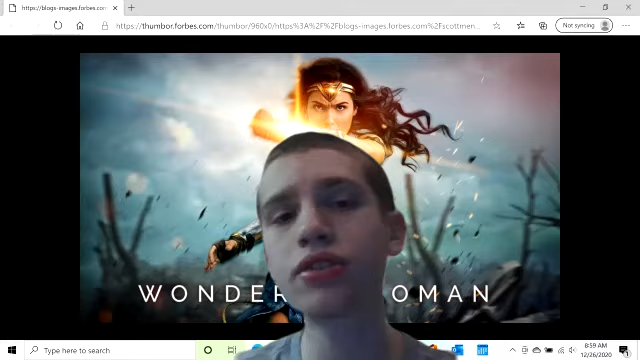 https://blogs-images.forbes.com
Not syncing
https://thumbor.forbes.com/thumbor/960x0/https%3A%2F%2Fblogs-images.forbes.com%2Fscottmen...
WONDER OMAN
Type here to search
8:59 AM
12/26/2020